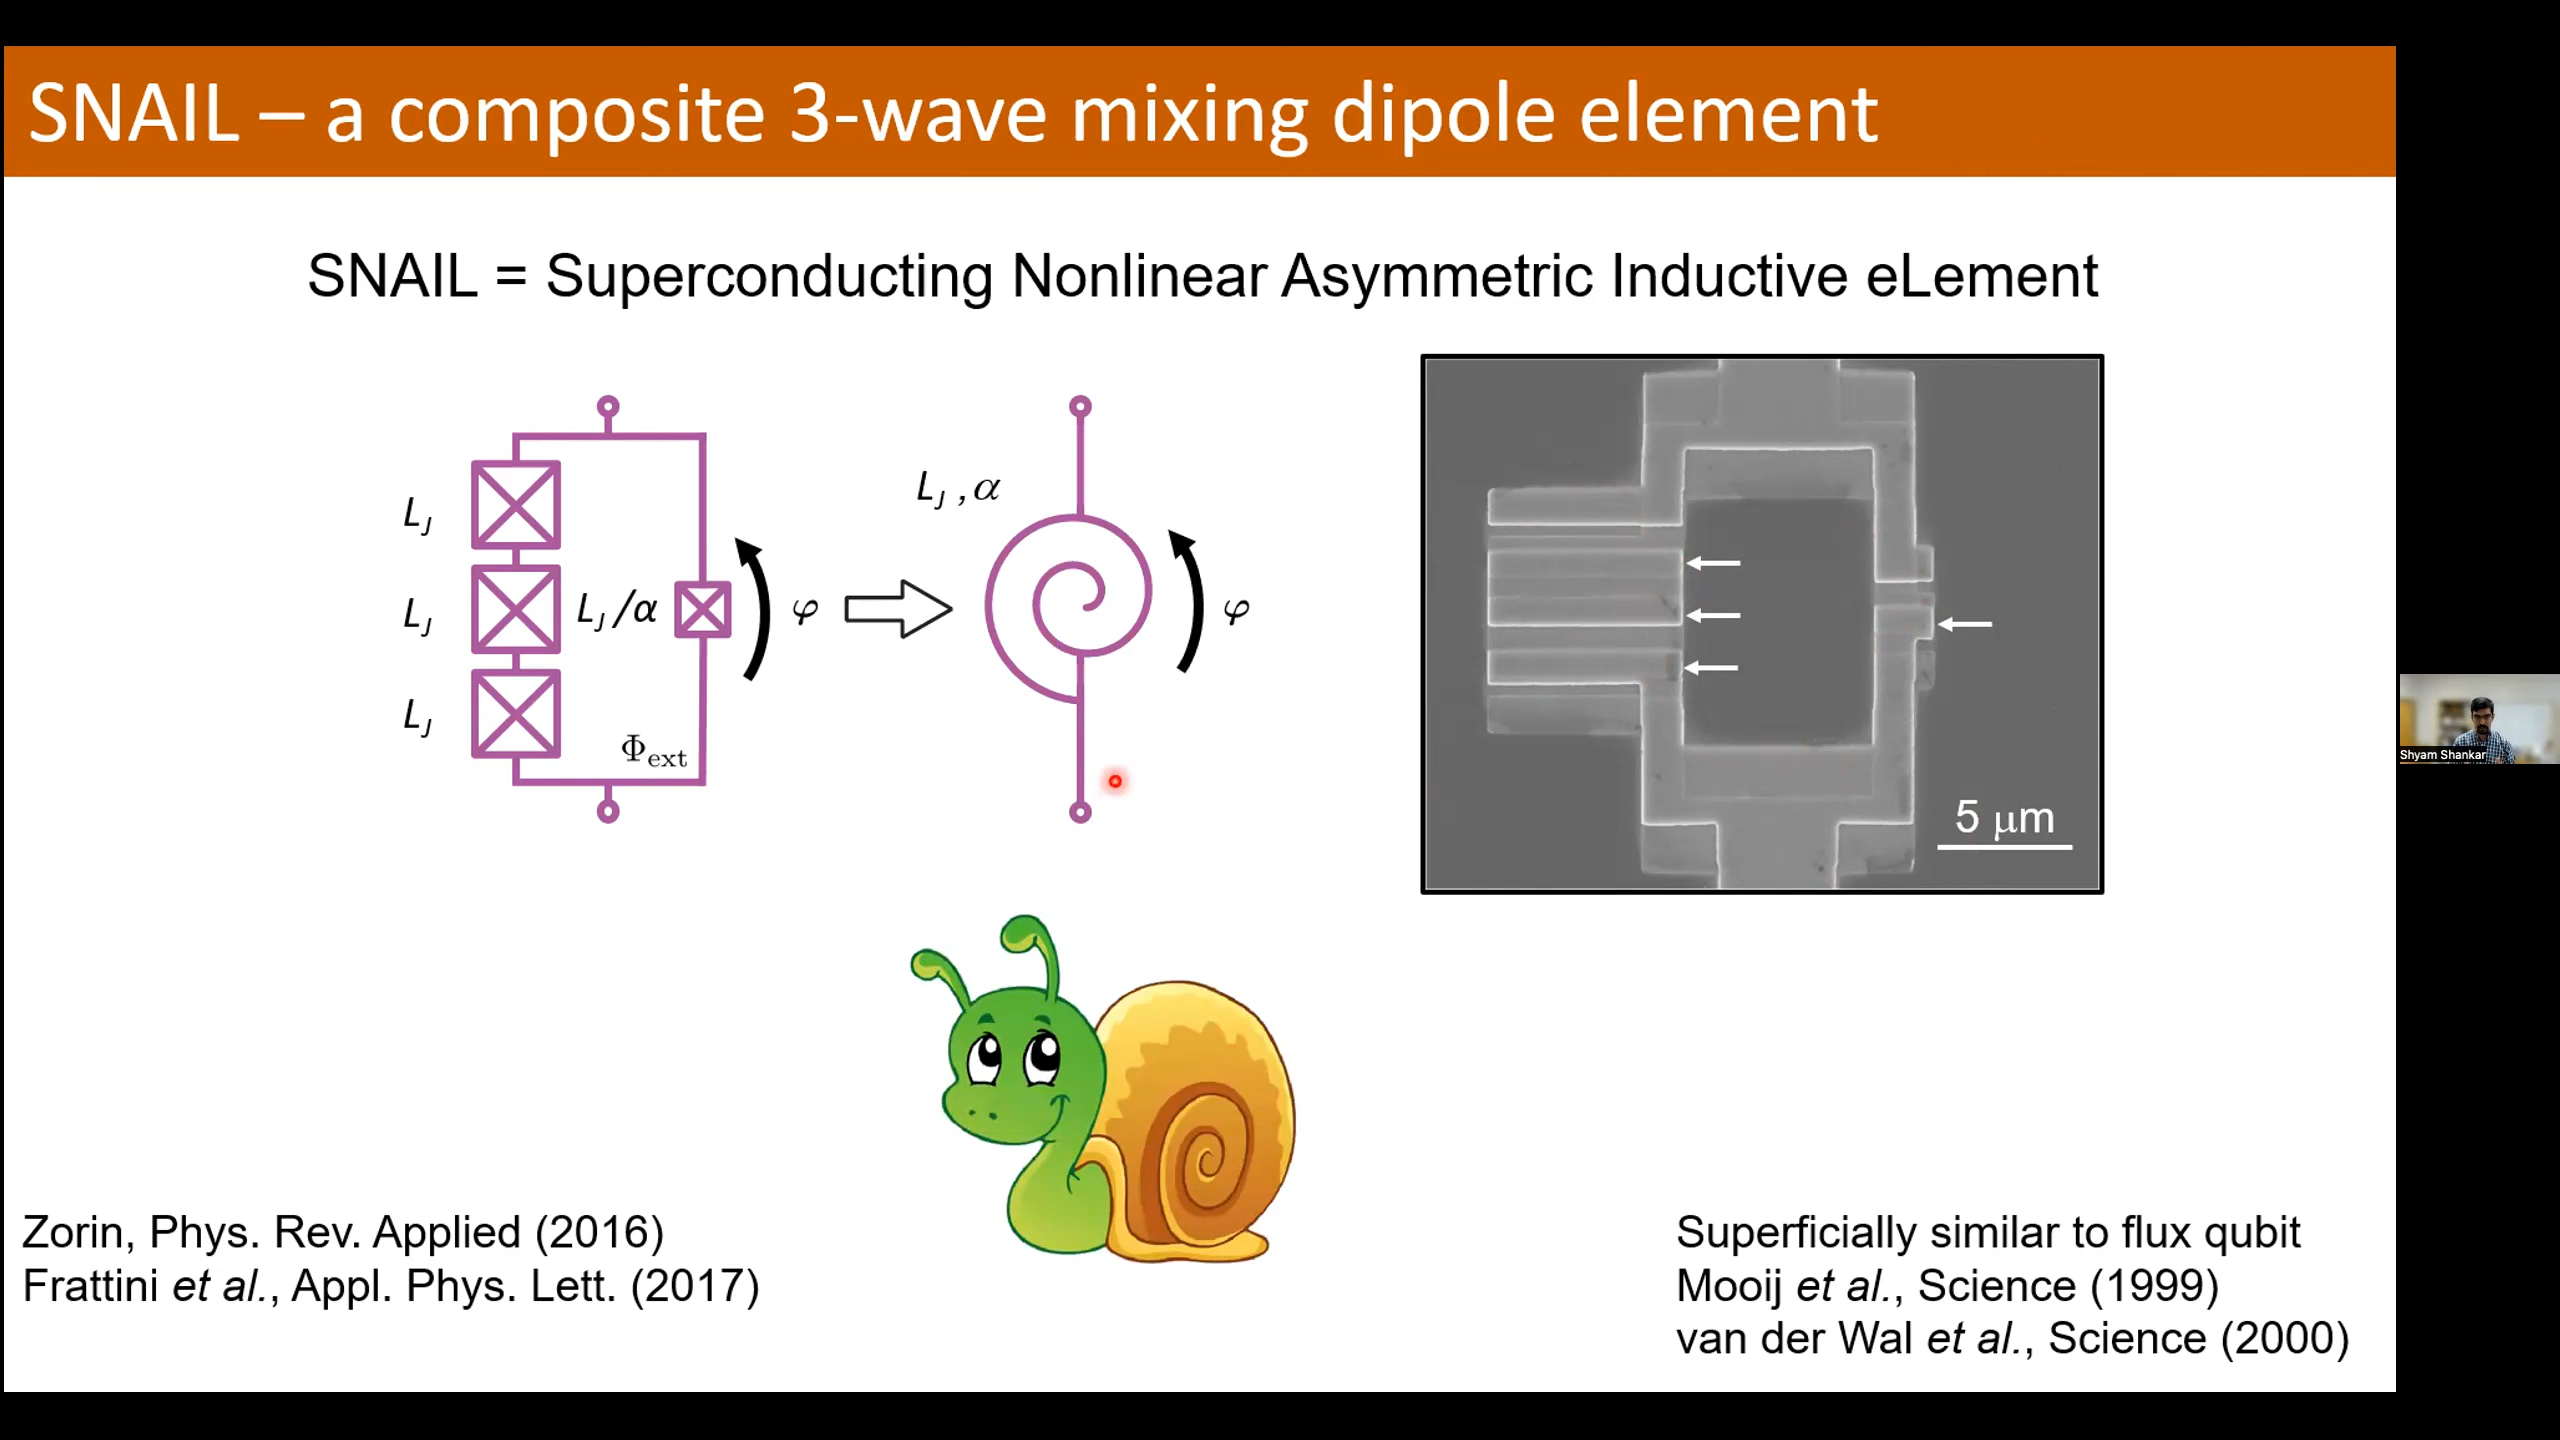 SNAIL – a composite 3-wave mixing dipole element
SNAIL = Superconducting Nonlinear Asymmetric Inductive eLement
L_J
L_J
L_J
L_J/α
φ
Φ_ext
L_J , α
φ
5 μm
Shyam Shankar
Zorin, Phys. Rev. Applied (2016)
Frattini et al., Appl. Phys. Lett. (2017)
Superficially similar to flux qubit
Mooij et al., Science (1999)
van der Wal et al., Science (2000)